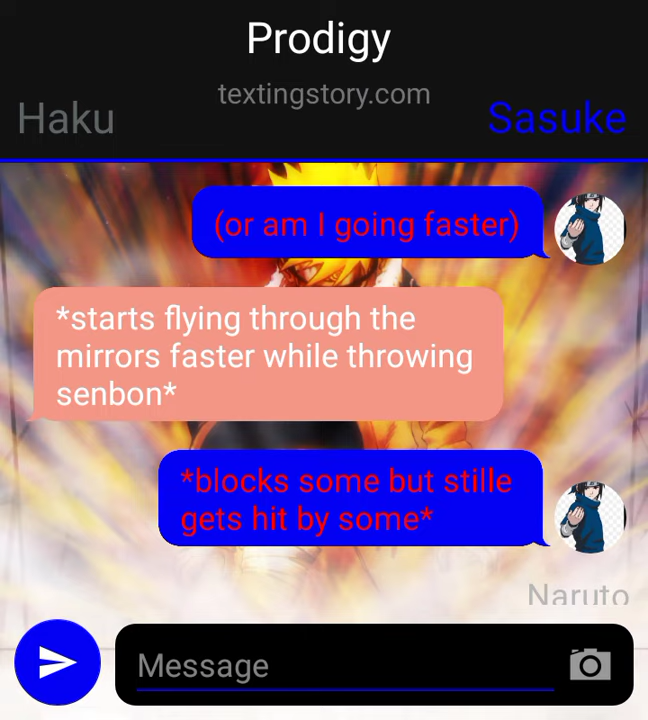 Prodigy
textingstory.com
Haku
Sasuke
(or am I going faster)
*starts flying through the
mirrors faster while throwing
senbon*
*blocks some but stille
gets hit by some*
Naruto
Message